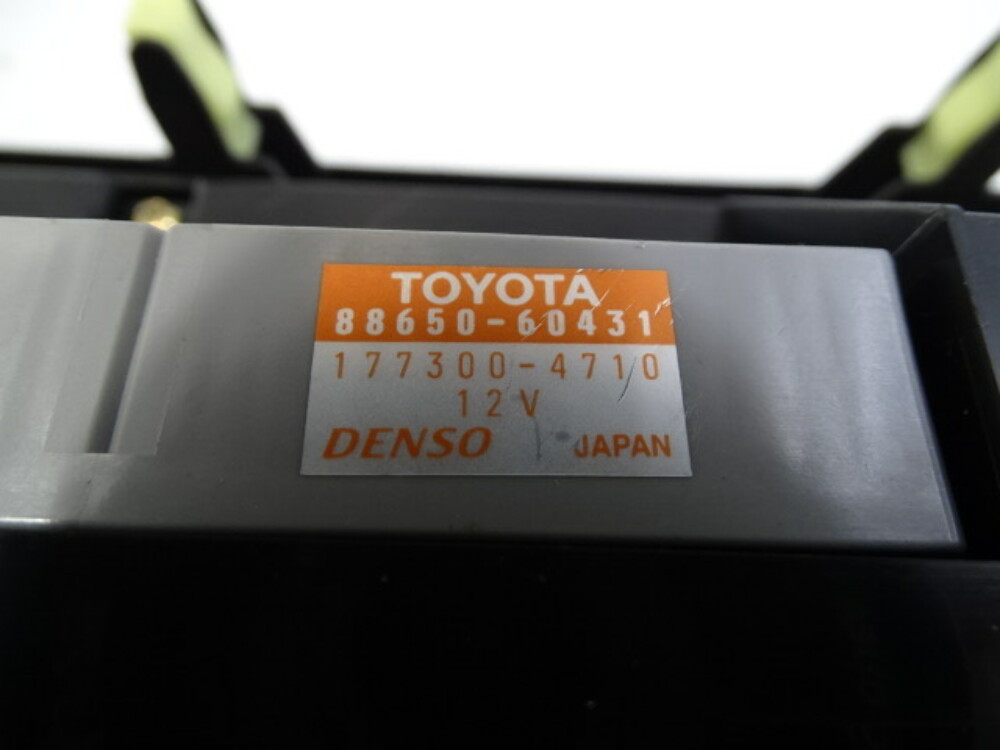 TOYOTA
88650-60431
177300-4710
12V
DENSO JAPAN